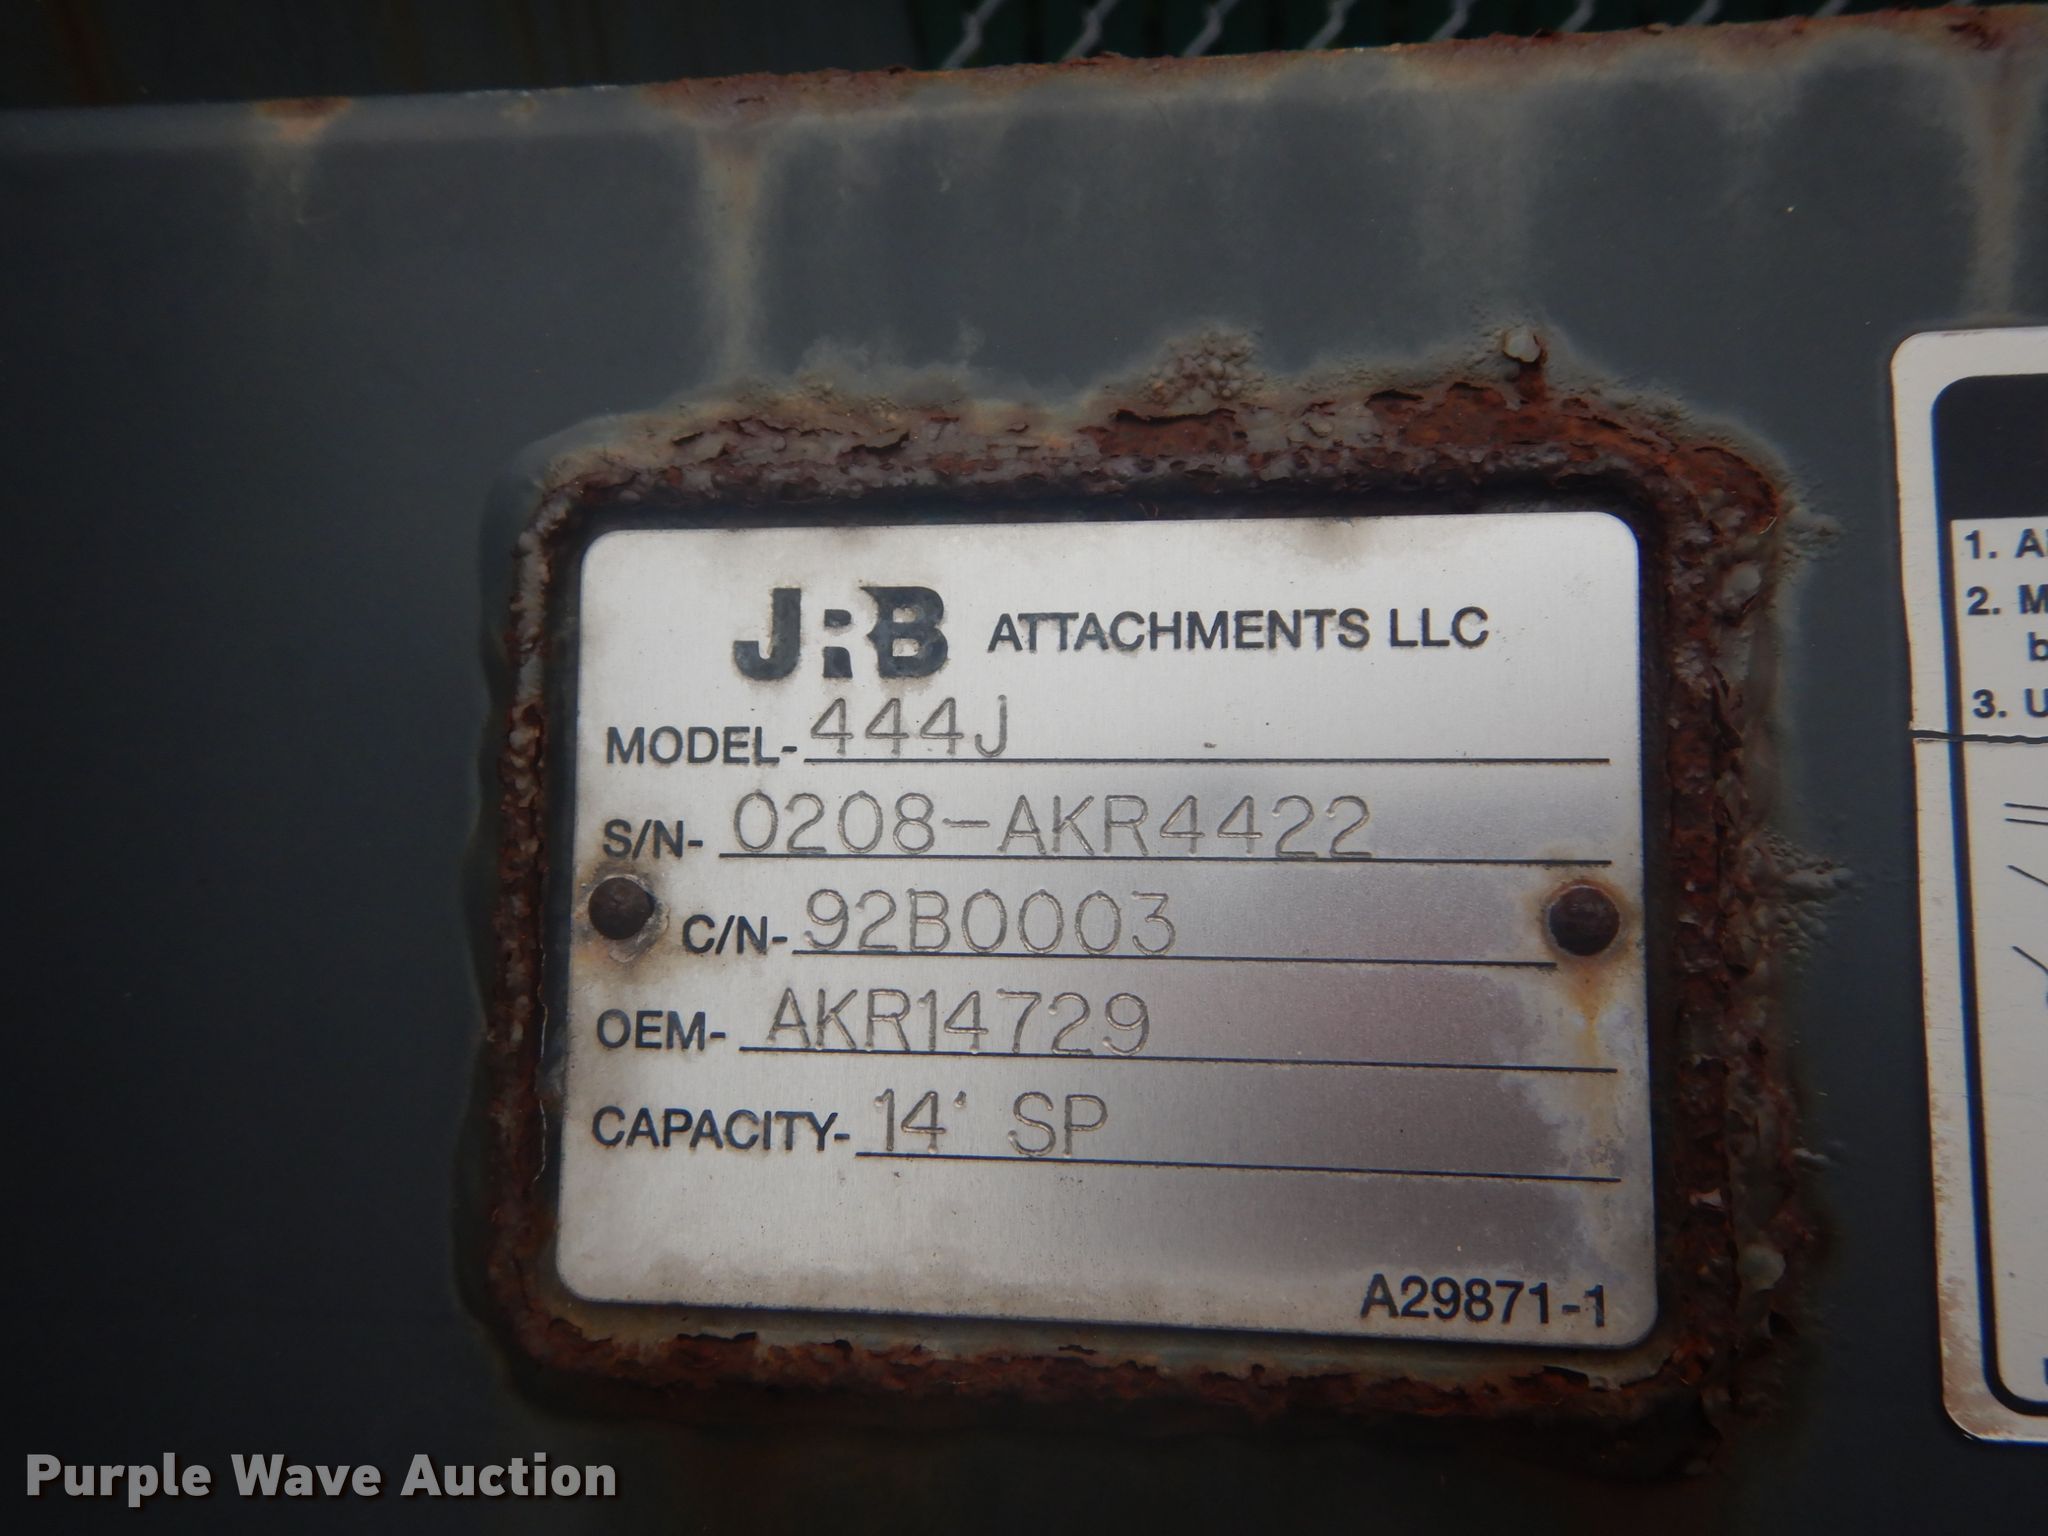 JRB ATTACHMENTS LLC
MODEL- 444J
S/N- 0208-AKR4422
C/N- 92B0003
OEM- AKR14729
CAPACITY- 14' SP
A29871-1
1.
2.
3.
Purple Wave Auction